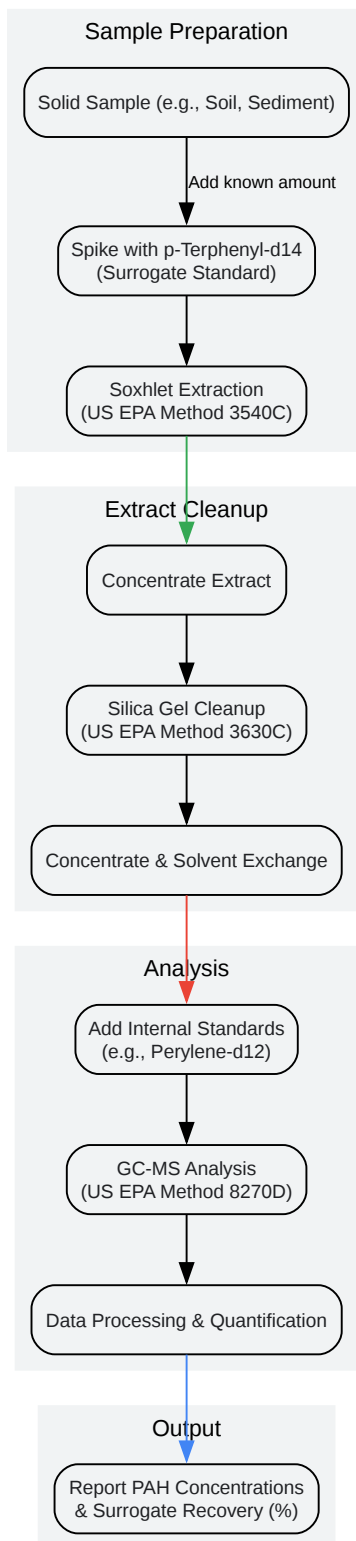 Sample Preparation
Solid Sample (e.g., Soil, Sediment)
Add known amount
Spike with p-Terphenyl-d14
(Surrogate Standard)
Soxhlet Extraction
(US EPA Method 3540C)
Extract Cleanup
Concentrate Extract
Silica Gel Cleanup
(US EPA Method 3630C)
Concentrate & Solvent Exchange
Analysis
Add Internal Standards
(e.g., Perylene-d12)
GC-MS Analysis
(US EPA Method 8270D)
Data Processing & Quantification
Output
Report PAH Concentrations
& Surrogate Recovery (%)